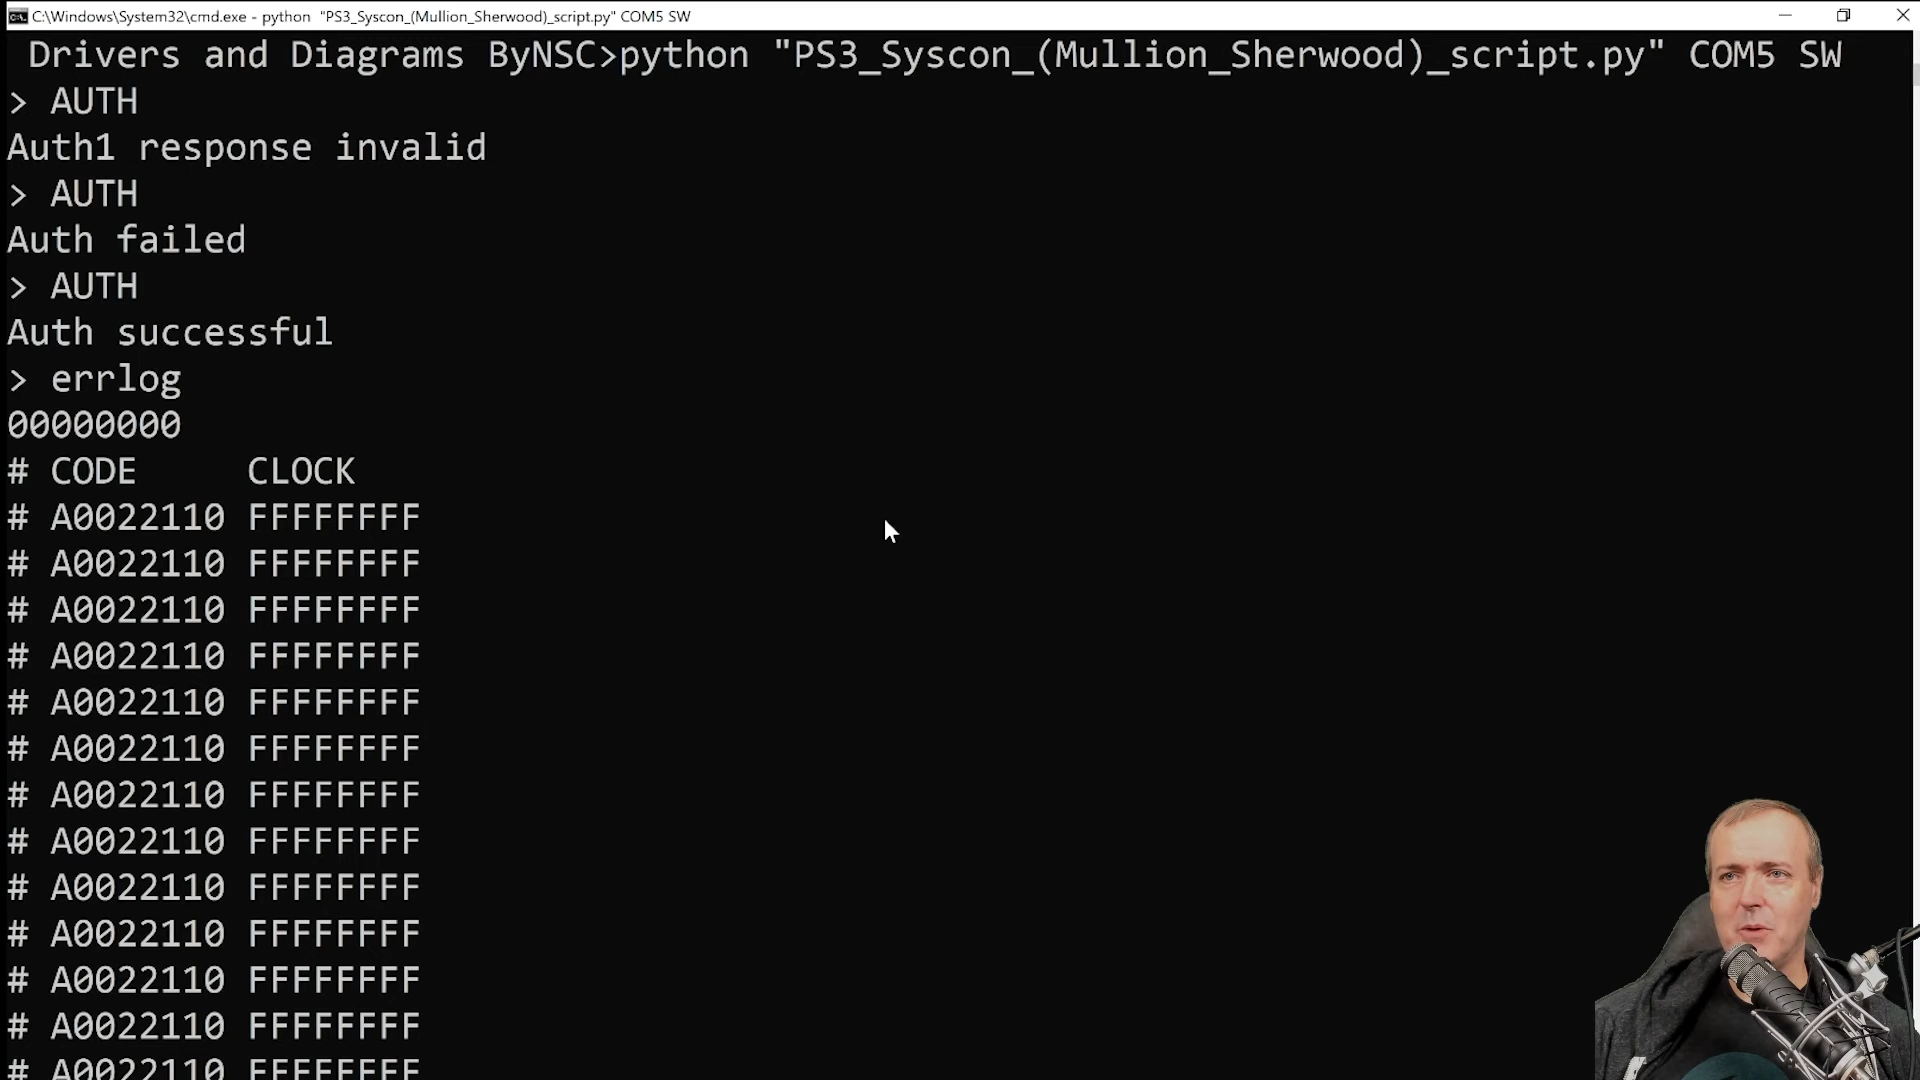 C:\Windows\System32\cmd.exe - python  "PS3_Syscon_(Mullion_Sherwood)_script.py" COM5 SW
Drivers and Diagrams ByNSC>python "PS3_Syscon_(Mullion_Sherwood)_script.py" COM5 SW
> AUTH
Auth1 response invalid
> AUTH
Auth failed
> AUTH
Auth successful
> errlog
00000000
# CODE     CLOCK
# A0022110 FFFFFFFF
# A0022110 FFFFFFFF
# A0022110 FFFFFFFF
# A0022110 FFFFFFFF
# A0022110 FFFFFFFF
# A0022110 FFFFFFFF
# A0022110 FFFFFFFF
# A0022110 FFFFFFFF
# A0022110 FFFFFFFF
# A0022110 FFFFFFFF
# A0022110 FFFFFFFF
# A0022110 FFFFFFFF
# A0022110 FFFFFFFF